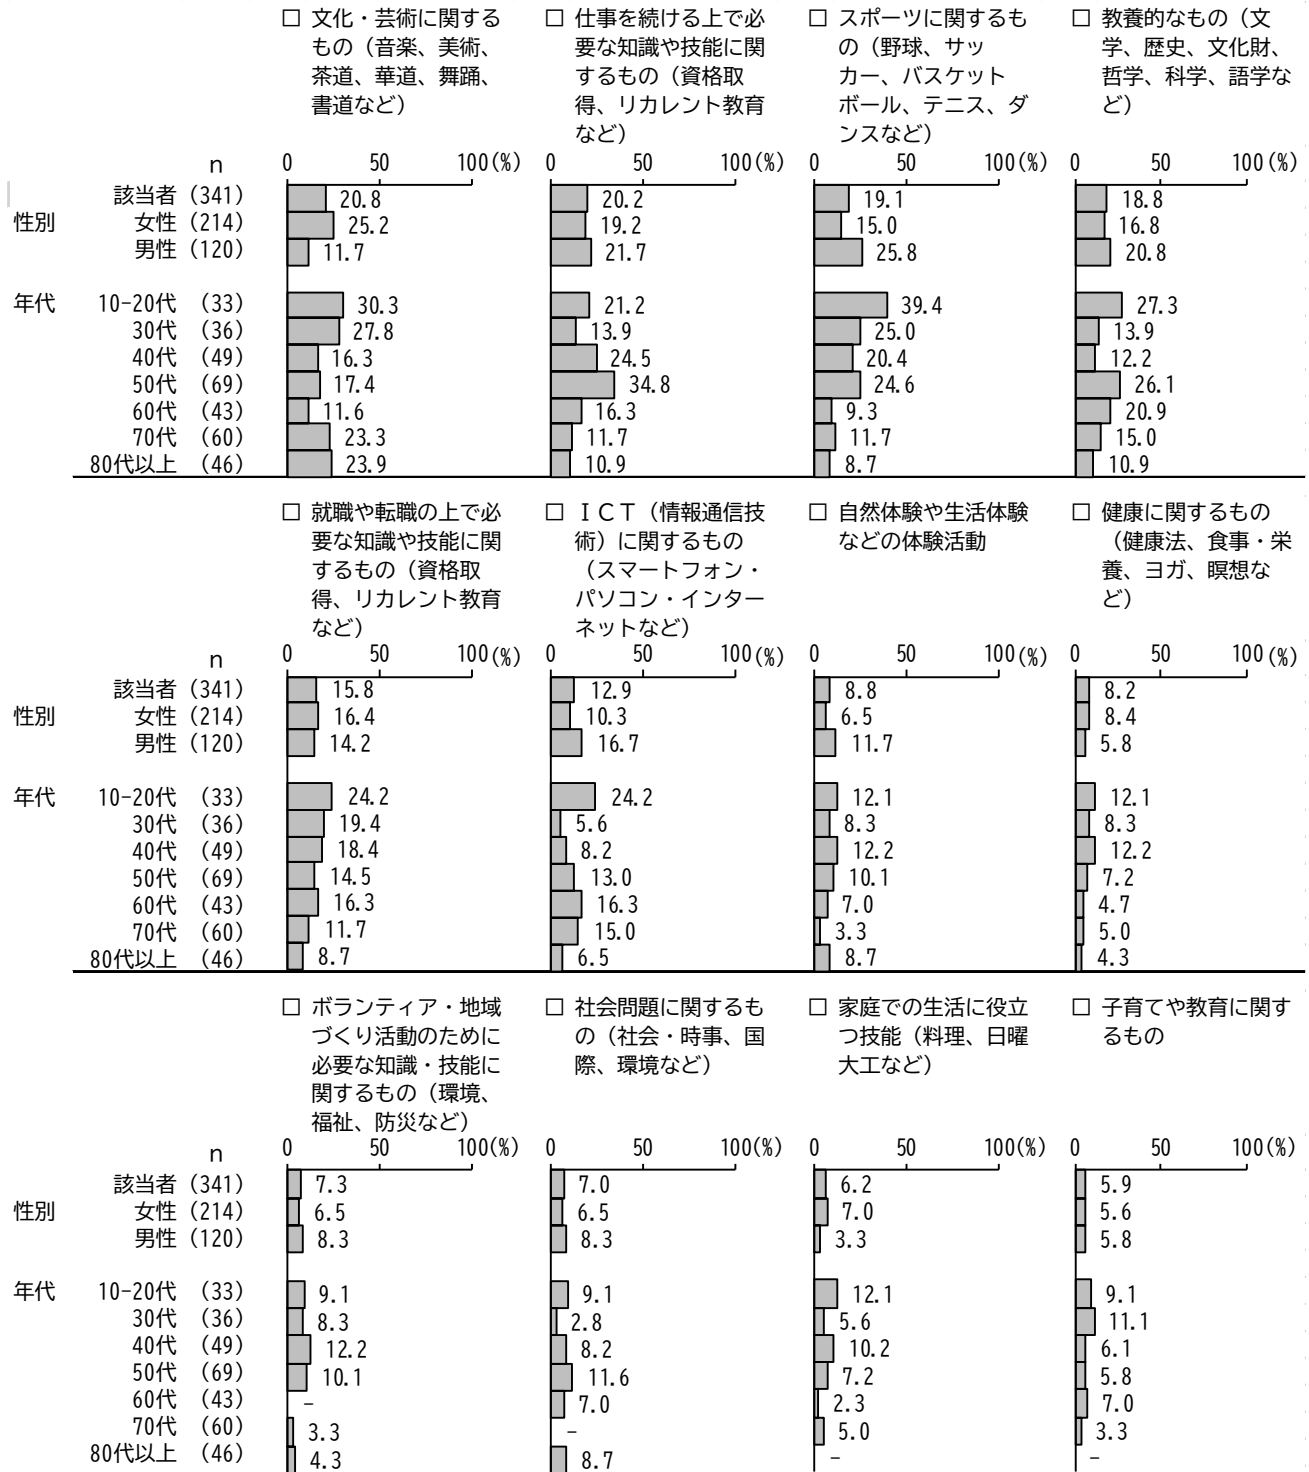 □ 文化・芸術に関する □ 仕事を続ける上で必 □ スポーツに関するも □ 教養的なもの（文
もの（音楽、美術、 要な知識や技能に関 の（野球、サッ 学、歴史、文化財、
茶道、華道、舞踊、 するもの（資格取 カー、バスケット 哲学、科学、語学な
書道など） 得、リカレント教育 ボール、テニス、ダ ど）
など） ンスなど）
n 0 50 100(%) 0 50 100(%) 0 50 100(%) 0 50 100(%)
該当者 (341) 20.8 20.2 19.1 18.8
性別 女性 (214) 25.2 19.2 15.0 16.8
男性 (120) 11.7 21.7 25.8 20.8
年代 10-20代 (33) 30.3 21.2 39.4 27.3
30代 (36) 27.8 13.9 25.0 13.9
40代 (49) 16.3 24.5 20.4 12.2
50代 (69) 17.4 34.8 24.6 26.1
60代 (43) 11.6 16.3 9.3 20.9
70代 (60) 23.3 11.7 11.7 15.0
80代以上 (46) 23.9 10.9 8.7 10.9
□ 就職や転職の上で必 □ ＩＣＴ（情報通信技 □ 自然体験や生活体験 □ 健康に関するもの
要な知識や技能に関 術）に関するもの などの体験活動 （健康法、食事・栄
するもの（資格取 （スマートフォン・ 養、ヨガ、瞑想な
得、リカレント教育 パソコン・インター ど）
など） ネットなど）
n 0 50 100(%) 0 50 100(%) 0 50 100(%) 0 50 100(%)
該当者 (341) 15.8 12.9 8.8 8.2
性別 女性 (214) 16.4 10.3 6.5 8.4
男性 (120) 14.2 16.7 11.7 5.8
年代 10-20代 (33) 24.2 24.2 12.1 12.1
30代 (36) 19.4 5.6 8.3 8.3
40代 (49) 18.4 8.2 12.2 12.2
50代 (69) 14.5 13.0 10.1 7.2
60代 (43) 16.3 16.3 7.0 4.7
70代 (60) 11.7 15.0 3.3 5.0
80代以上 (46) 8.7 6.5 8.7 4.3
□ ボランティア・地域 □ 社会問題に関するも □ 家庭での生活に役立 □ 子育てや教育に関す
づくり活動のために の（社会・時事、国 つ技能（料理、日曜 るもの
必要な知識・技能に 際、環境など） 大工など）
関するもの（環境、
福祉、防災など）
n 0 50 100(%) 0 50 100(%) 0 50 100(%) 0 50 100(%)
該当者 (341) 7.3 7.0 6.2 5.9
性別 女性 (214) 6.5 6.5 7.0 5.6
男性 (120) 8.3 8.3 3.3 5.8
年代 10-20代 (33) 9.1 9.1 12.1 9.1
30代 (36) 8.3 2.8 5.6 11.1
40代 (49) 12.2 8.2 10.2 6.1
50代 (69) 10.1 11.6 7.2 5.8
60代 (43) - 7.0 2.3 7.0
70代 (60) 3.3 - 5.0 3.3
80代以上 (46) 4.3 8.7 - -